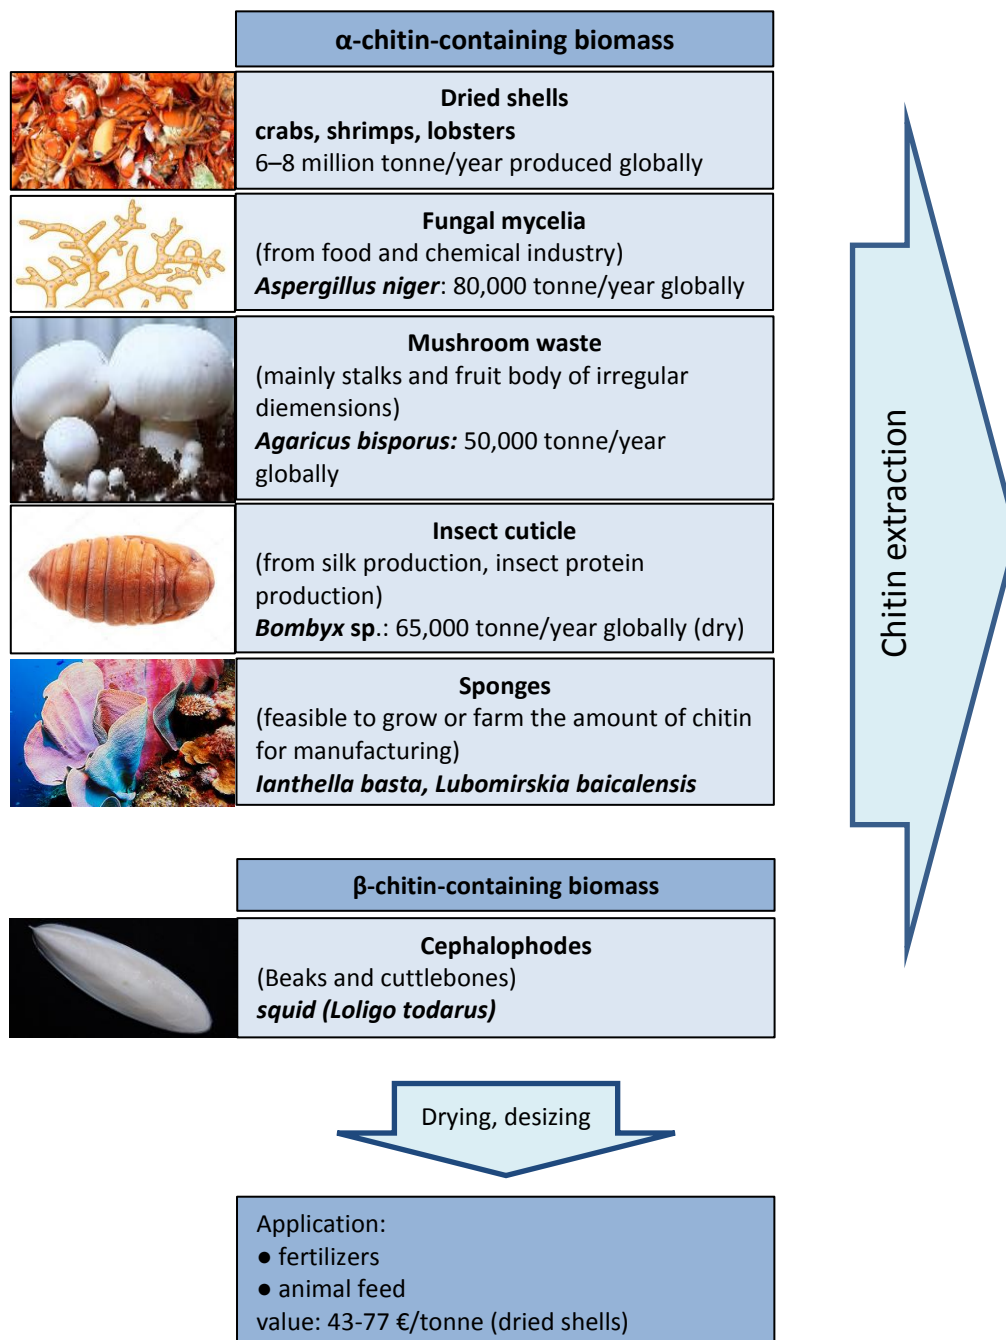 α-chitin-containing biomass
Dried shells
crabs, shrimps, lobsters
6–8 million tonne/year produced globally
Fungal mycelia
(from food and chemical industry)
Aspergillus niger: 80,000 tonne/year globally
Mushroom waste
(mainly stalks and fruit body of irregular
diemensions)
Agaricus bisporus: 50,000 tonne/year
globally
Insect cuticle
(from silk production, insect protein
production)
Bombyx sp.: 65,000 tonne/year globally (dry)
Sponges
(feasible to grow or farm the amount of chitin
for manufacturing)
Ianthella basta, Lubomirskia baicalensis
Chitin extraction
β-chitin-containing biomass
Cephalophodes
(Beaks and cuttlebones)
squid (Loligo todarus)
Drying, desizing
Application:
● fertilizers
● animal feed
value: 43-77 €/tonne (dried shells)